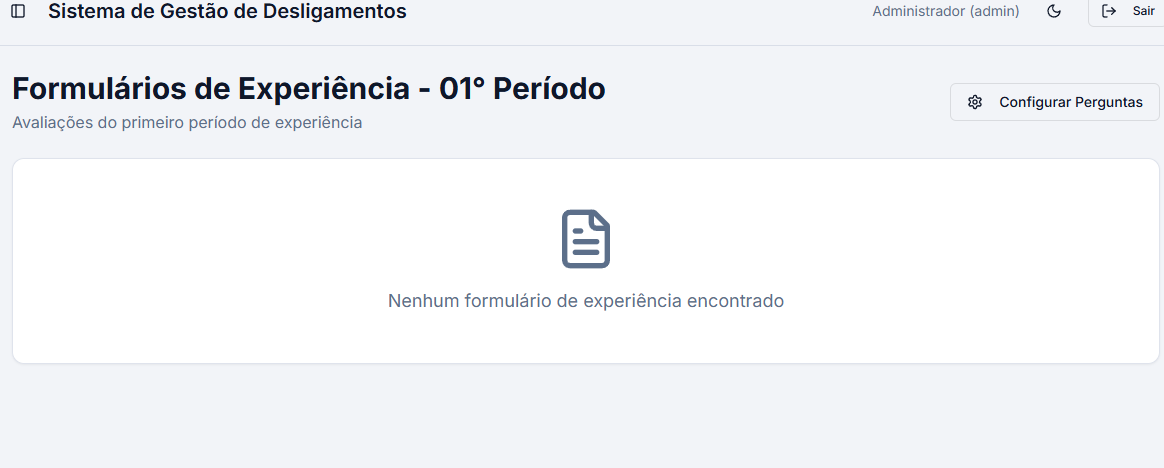 Sistema de Gestão de Desligamentos
Administrador (admin)
Sair
Formulários de Experiência - 01° Período
Avaliações do primeiro período de experiência
Configurar Perguntas
Nenhum formulário de experiência encontrado